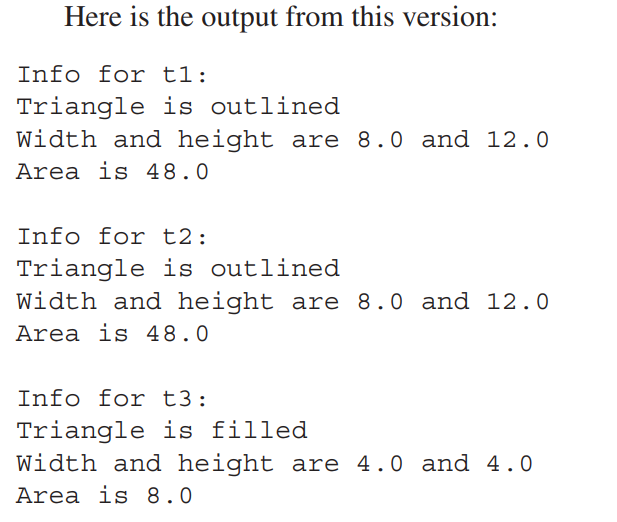 Here is the output from this version:
Info for t1:
Triangle is outlined
Width and height are 8.0 and 12.0
Area is 48.0
Info for t2:
Triangle is outlined
Width and height are 8.0 and 12.0
Area is 48.0
Info for t3:
Triangle is filled
Width and height are 4.0 and 4.0
Area is 8.0